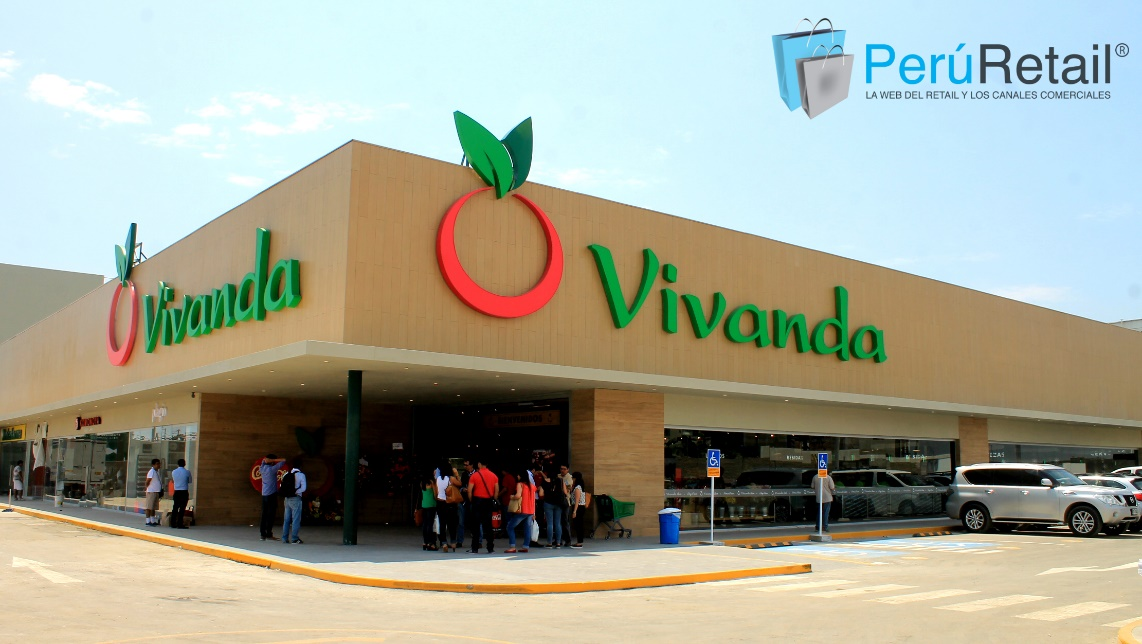 PerúRetail®
LA WEB DEL RETAIL Y LOS CANALES COMERCIALES
Vivanda
Vivanda